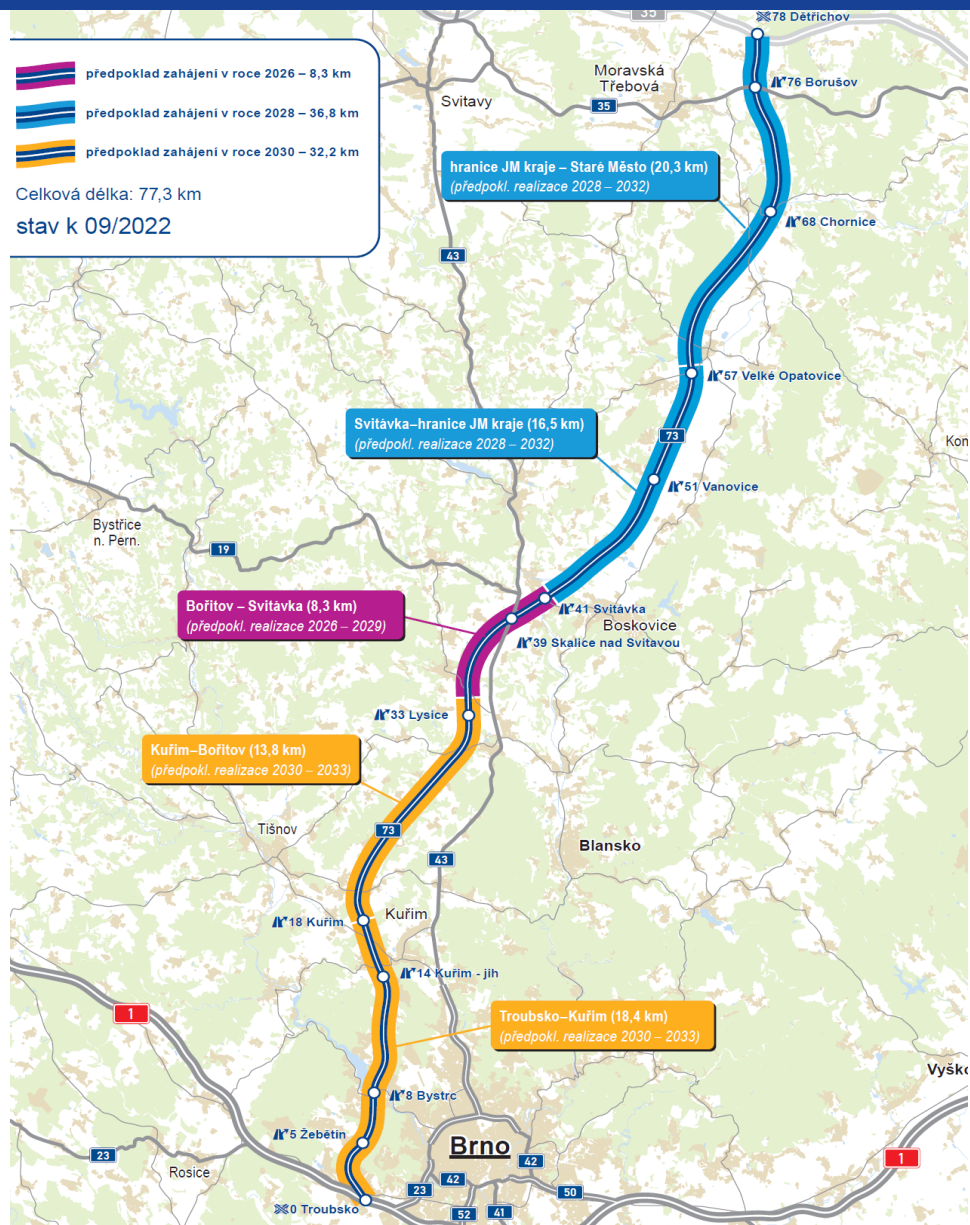 35
78 Dětřichov
předpoklad zahájení v roce 2026 – 8,3 km
předpoklad zahájení v roce 2028 – 36,8 km
předpoklad zahájení v roce 2030 – 32,2 km
Celková délka: 77,3 km
stav k 09/2022
Svitavy
Moravská
Třebová
35
76 Borušov
hranice JM kraje – Staré Město (20,3 km)
(předpokl. realizace 2028 – 2032)
68 Chornice
43
57 Velké Opatovice
Svitávka–hranice JM kraje (16,5 km)
(předpokl. realizace 2028 – 2032)
73
Kon
51 Vanovice
Bystřice
n. Pern.
19
Bořitov – Svitávka (8,3 km)
(předpokl. realizace 2026 – 2029)
41 Svitávka
Boskovice
39 Skalice nad Svitavou
33 Lysice
Kuřim–Bořitov (13,8 km)
(předpokl. realizace 2030 – 2033)
Tišnov
73
43
Blansko
18 Kuřim
Kuřim
14 Kuřim - jih
1
Troubsko–Kuřim (18,4 km)
(předpokl. realizace 2030 – 2033)
Vyško
8 Bystrc
5 Žebětín
Brno
23
Rosice
42
1
42
23
50
0 Troubsko
52
41